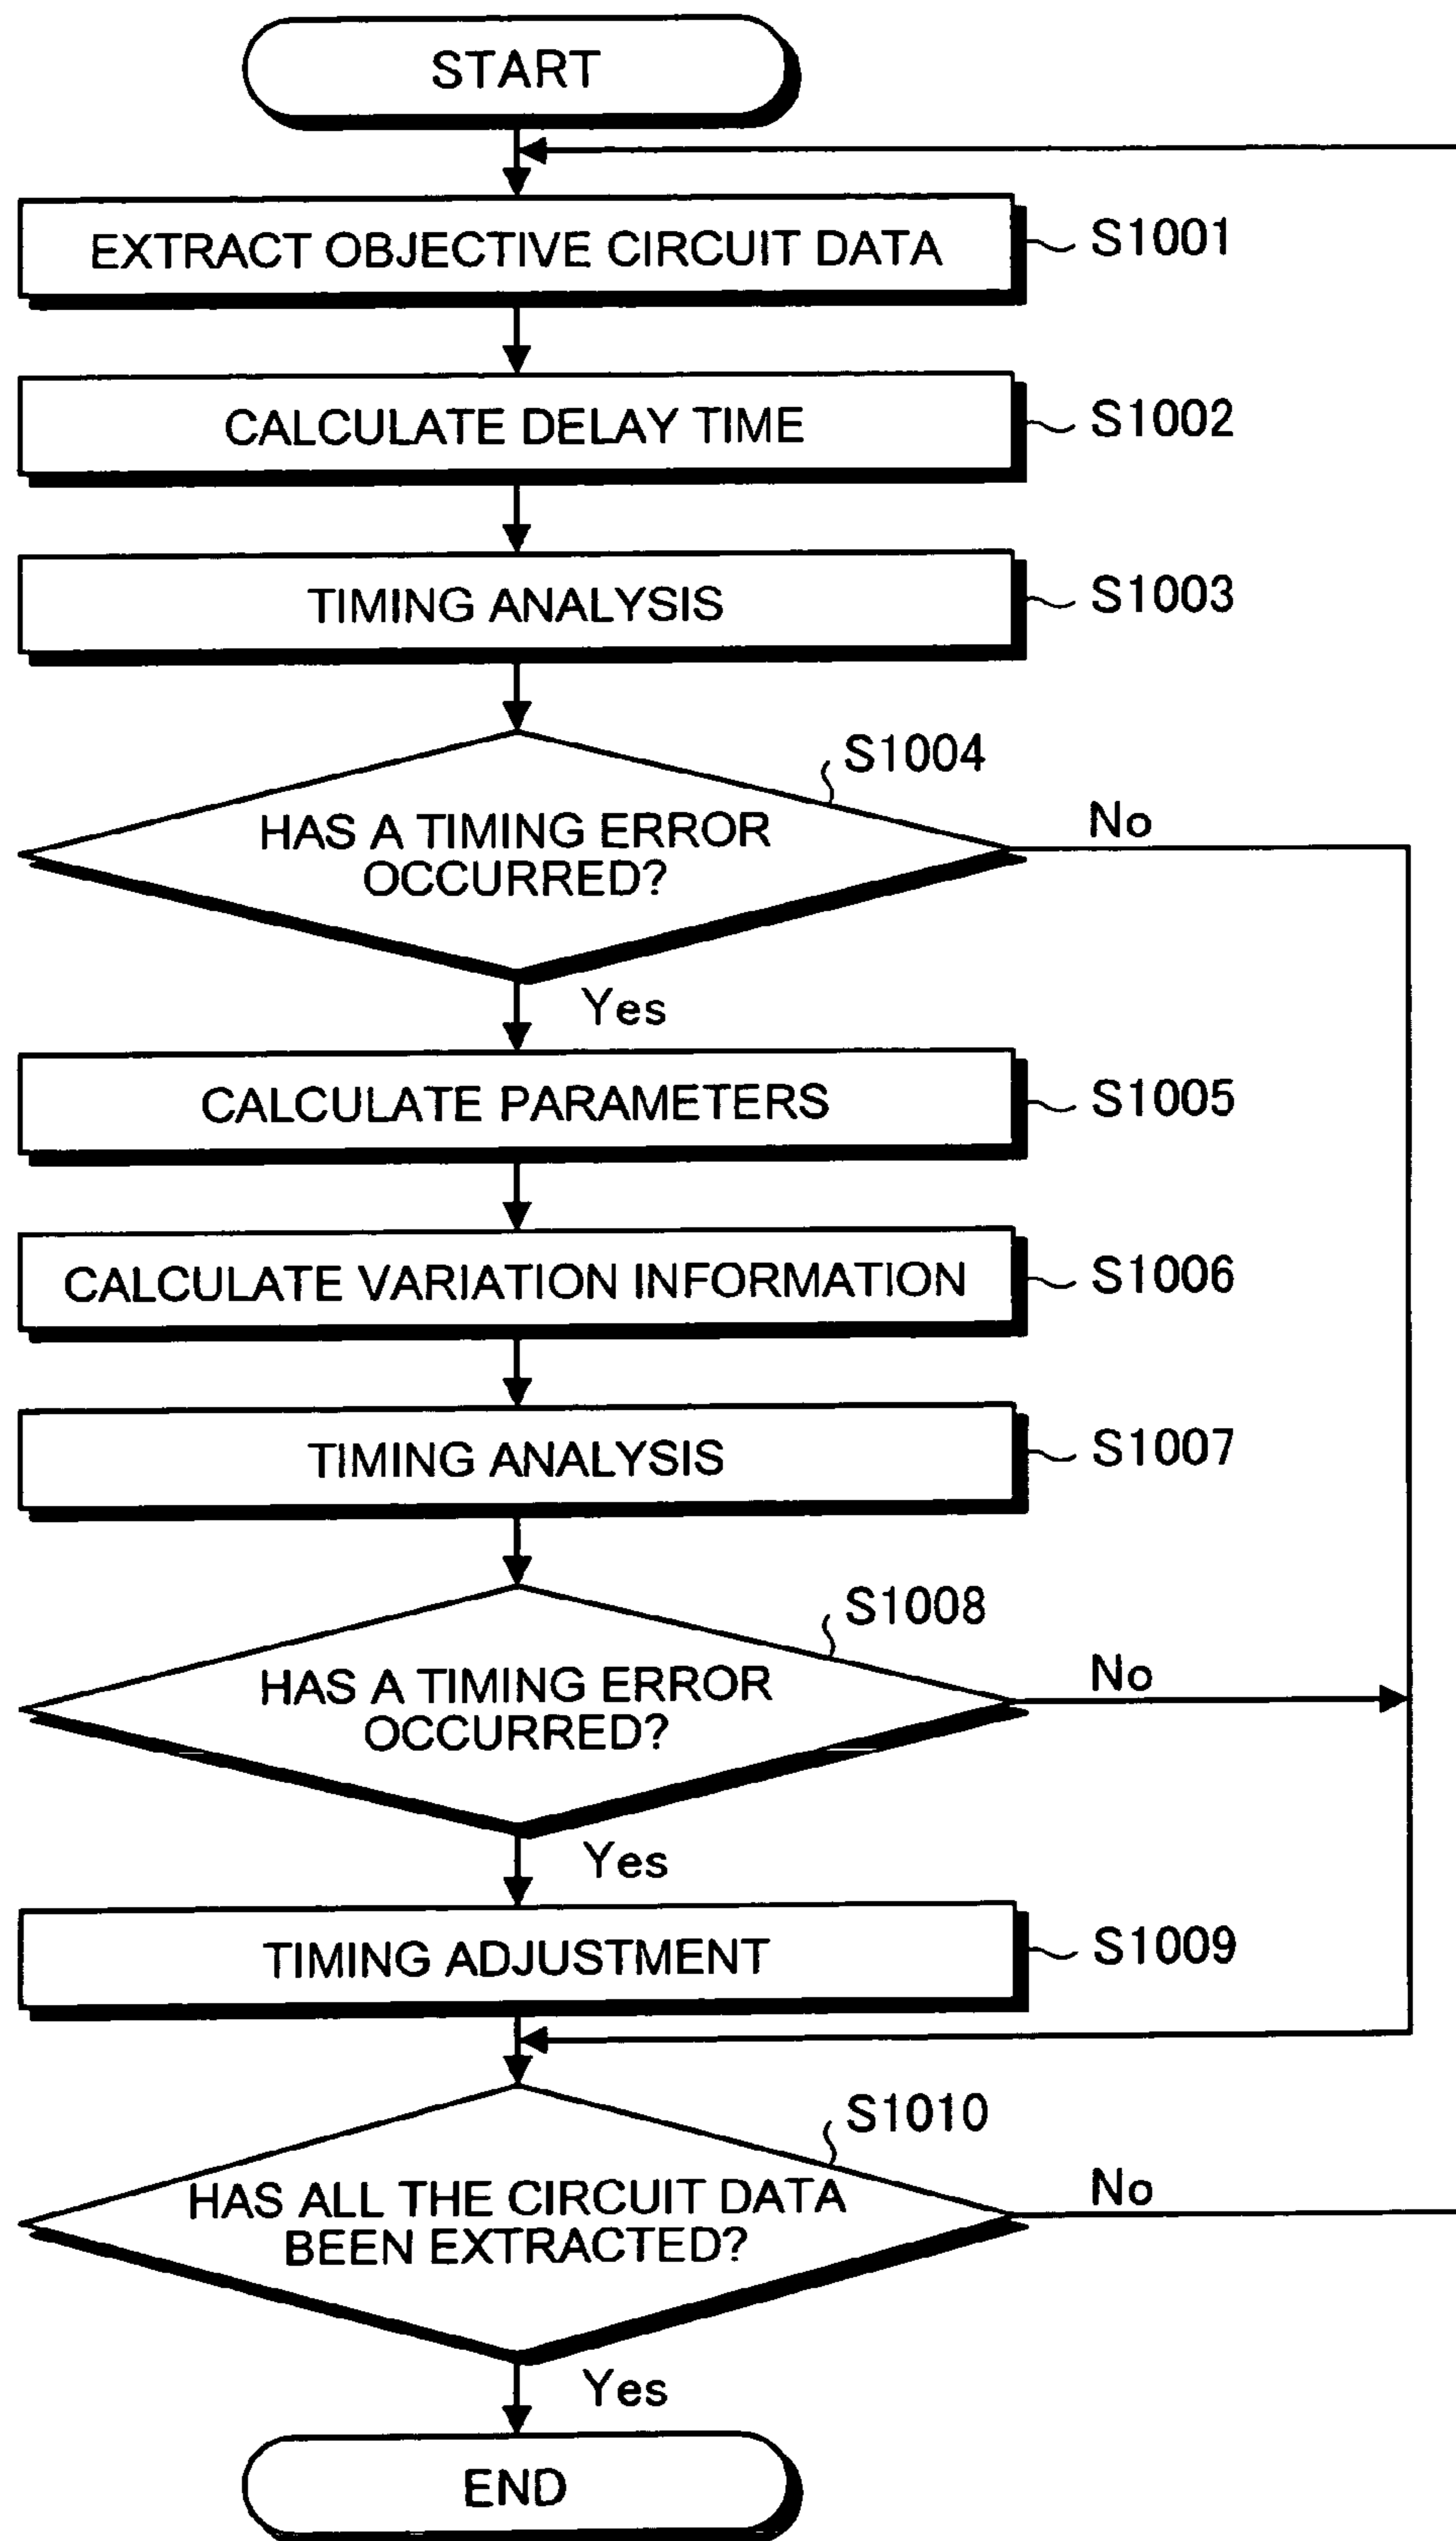 START
EXTRACT OBJECTIVE CIRCUIT DATA
S1001
CALCULATE DELAY TIME
S1002
TIMING ANALYSIS
S1003
S1004
HAS A TIMING ERROR
OCCURRED?
No
Yes
CALCULATE PARAMETERS
S1005
CALCULATE VARIATION INFORMATION
S1006
TIMING ANALYSIS
S1007
S1008
HAS A TIMING ERROR
OCCURRED?
No
Yes
TIMING ADJUSTMENT
S1009
S1010
HAS ALL THE CIRCUIT DATA
BEEN EXTRACTED?
No
Yes
END